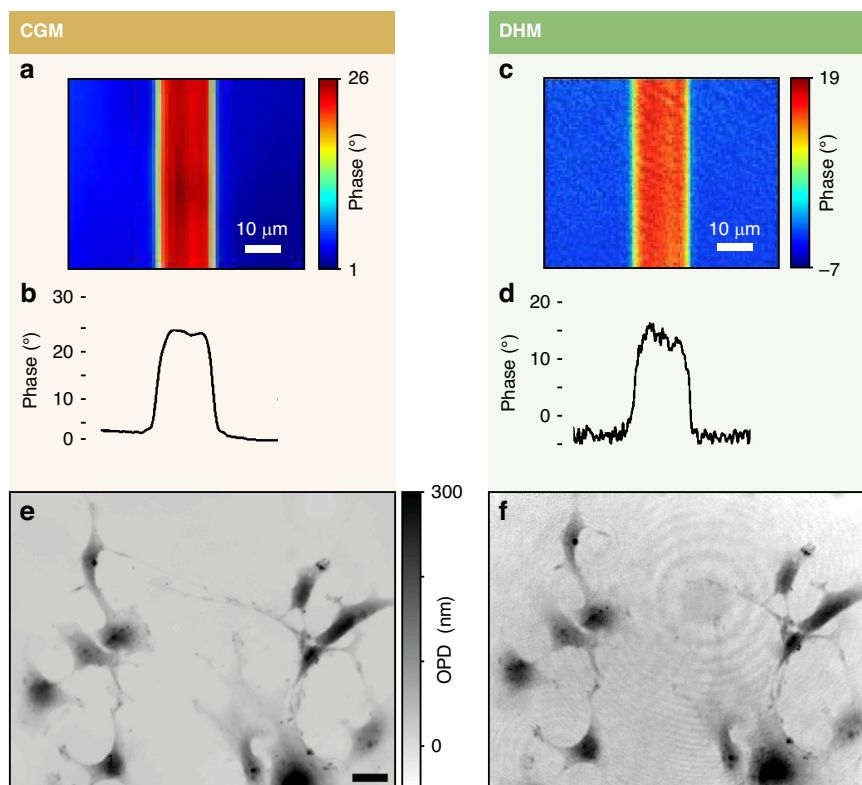 CGM
a
26
Phase (°)
1
10 μm
b
30
20
10
0
Phase (°)
DHM
c
19
Phase (°)
–7
10 μm
d
20
10
0
Phase (°)
e
300
OPD (nm)
0
f